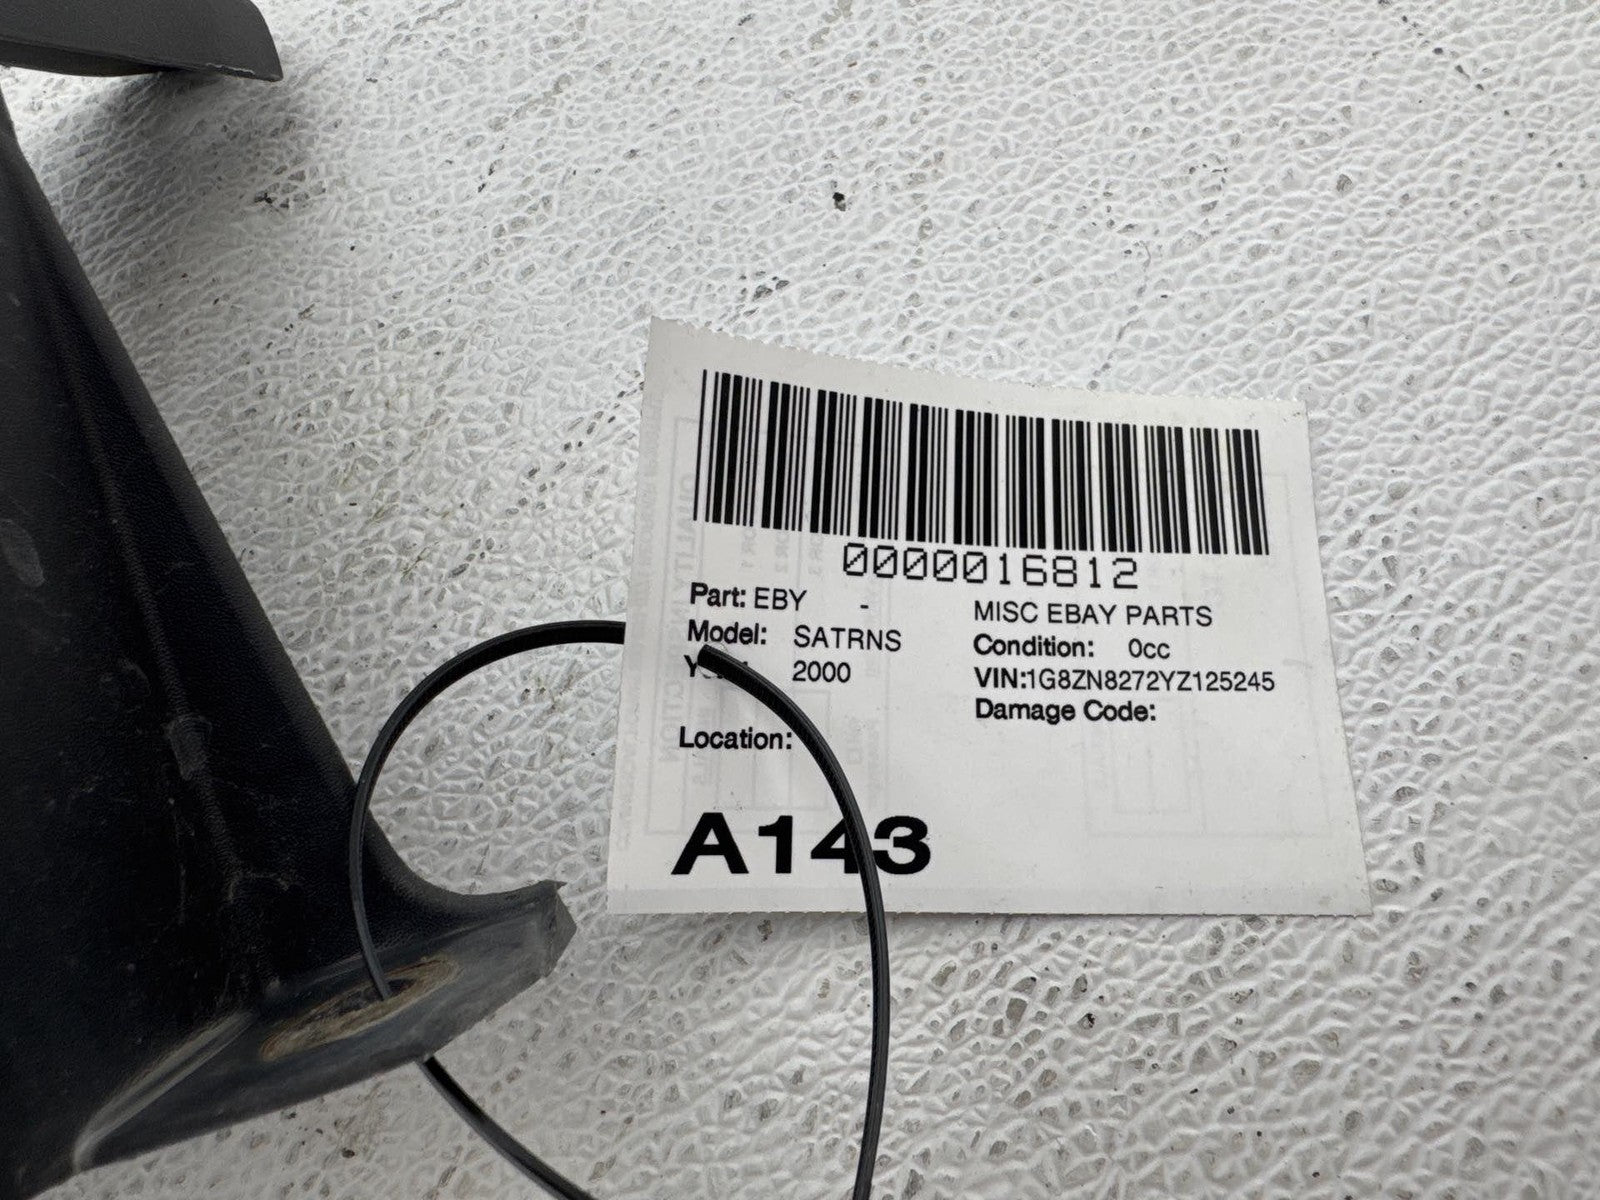 0000016812
Part: EBY - MISC EBAY PARTS
Model: SATRNS Condition: 0cc
2000 VIN:1G8ZN8272YZ125245
Damage Code:
Location:
A143